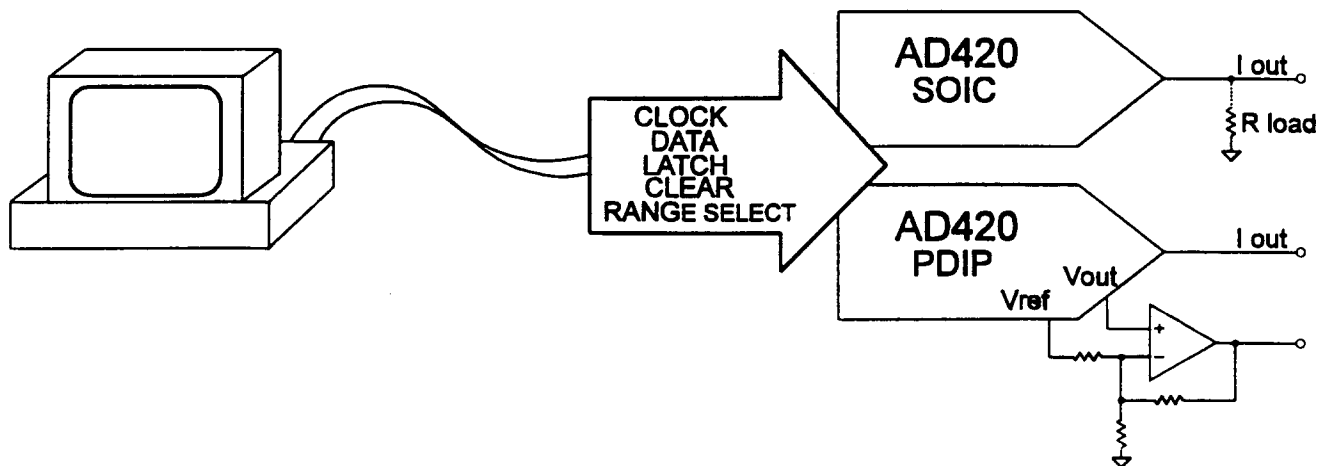 AD420
SOIC
I out
R load
CLOCK
DATA
LATCH
CLEAR
RANGE SELECT
AD420
PDIP
I out
Vout
Vref
+
−